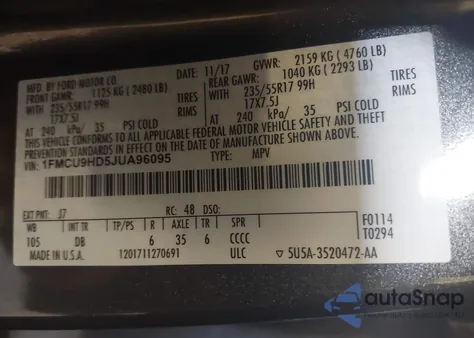 MFD. BY FORD MOTOR CO.
DATE: 11/17 GVWR: 2159 KG (4760 LB)
FRONT GAWR: 1125 KG (2480 LB) REAR GAWR: 1040 KG (2293 LB)
WITH 235/55R17 99H TIRES WITH 235/55R17 99H TIRES
17X7.5J RIMS 17X7.5J RIMS
AT 240 kPa/ 35 PSI COLD AT 240 kPa/ 35 PSI COLD
THIS VEHICLE CONFORMS TO ALL APPLICABLE FEDERAL MOTOR VEHICLE SAFETY AND THEFT
PREVENTION STANDARDS IN EFFECT ON THE DATE OF MANUFACTURE SHOWN ABOVE.
VIN: 1FMCU9HD5JUA96095 TYPE: MPV
EXT PNT: J7 RC: 48 DSO: F0114
WB INT TR TP/PS R AXLE TR SPR T0294
105 DB 6 35 6 CCCC
MADE IN U.S.A. 1201711270691 ULC 5U5A-3520472-AA
autoSnap